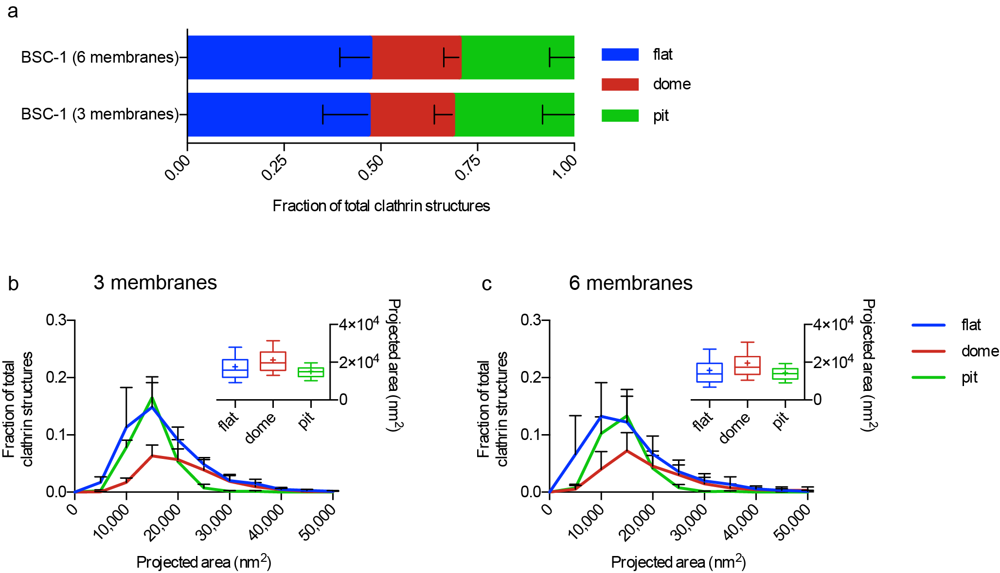 a
BSC-1 (6 membranes)
BSC-1 (3 membranes)
flat
dome
pit
0.00
0.25
0.50
0.75
1.00
Fraction of total clathrin structures
b
3 membranes
Fraction of total
clathrin structures
0.3
0.2
0.1
0.0
0
10,000
20,000
30,000
40,000
50,000
Projected area (nm²)
4×10⁴
2×10⁴
0
Projected area (nm²)
flat
dome
pit
c
6 membranes
Fraction of total
clathrin structures
0.3
0.2
0.1
0.0
0
10,000
20,000
30,000
40,000
50,000
Projected area (nm²)
4×10⁴
2×10⁴
0
Projected area (nm²)
flat
dome
pit
flat
dome
pit